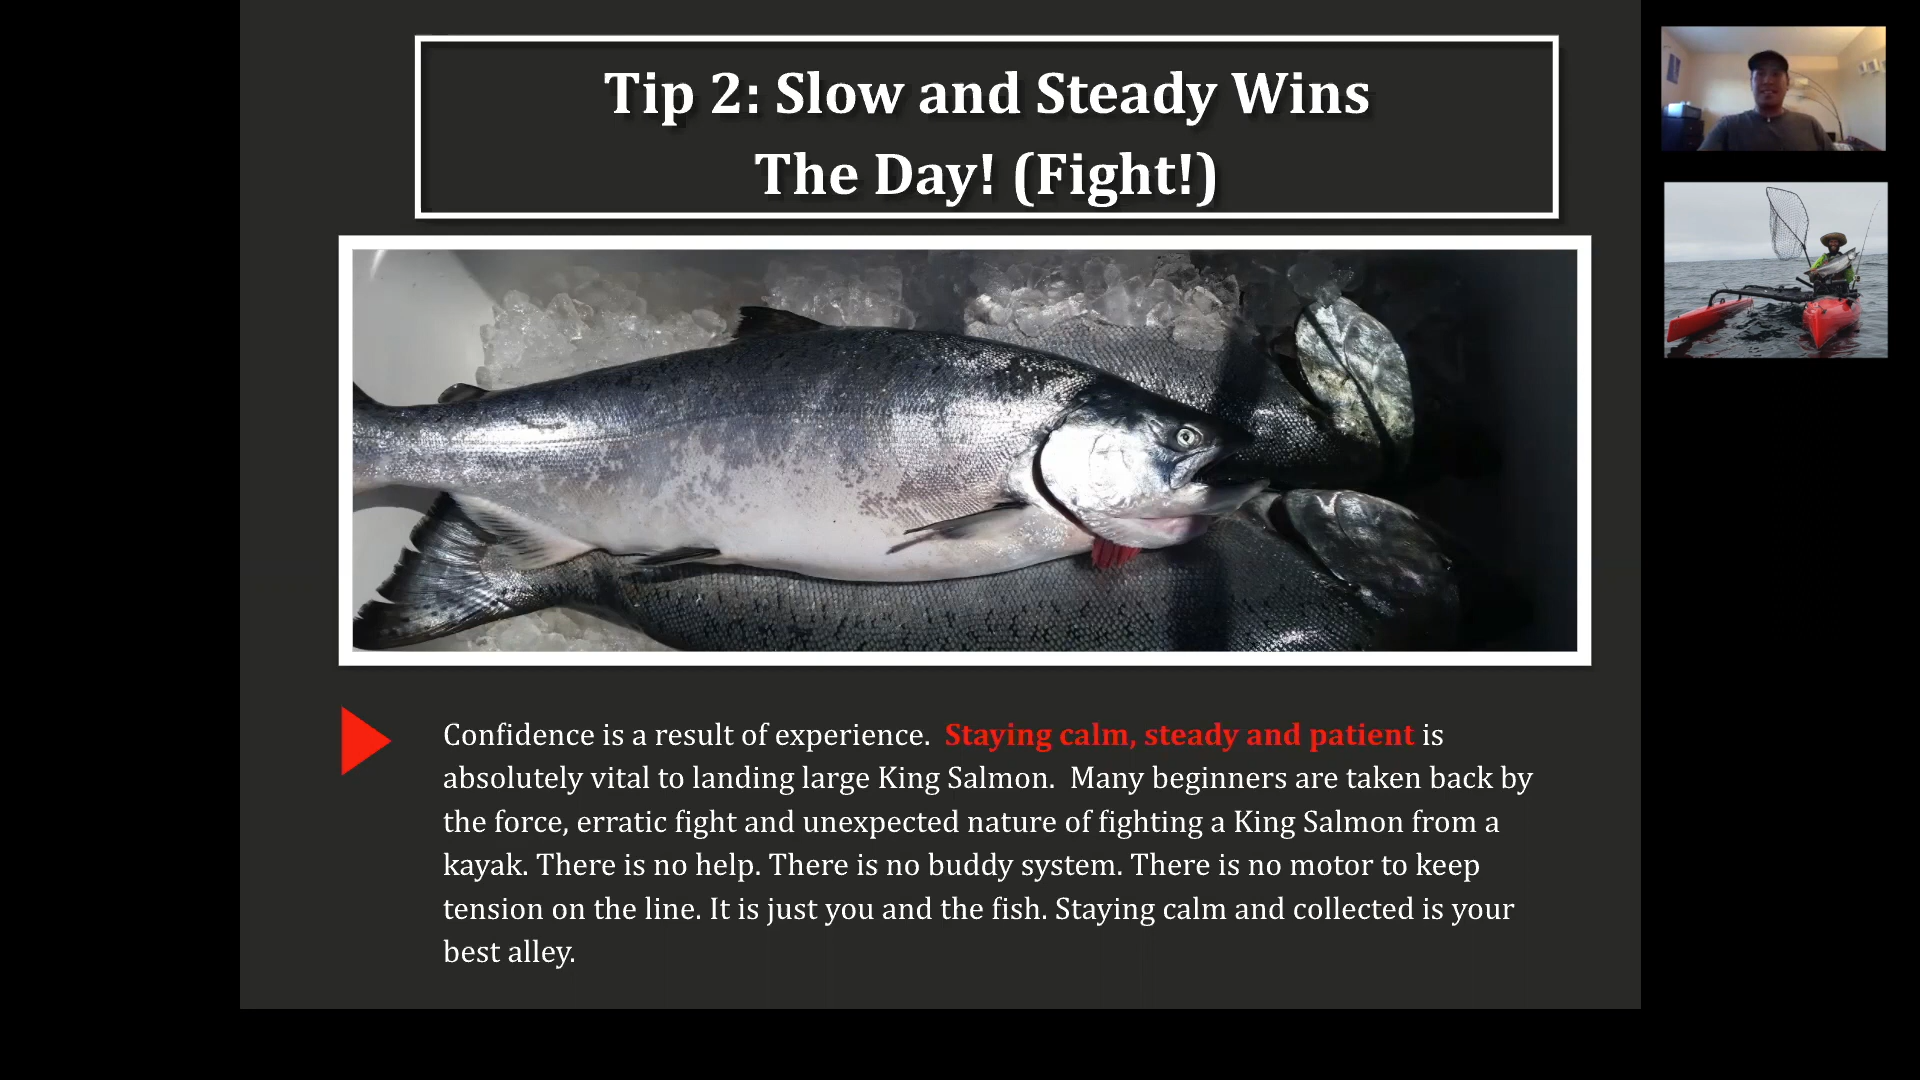 Tip 2: Slow and Steady Wins
The Day! (Fight!)
Confidence is a result of experience.  Staying calm, steady and patient is
absolutely vital to landing large King Salmon.  Many beginners are taken back by
the force, erratic fight and unexpected nature of fighting a King Salmon from a
kayak. There is no help. There is no buddy system. There is no motor to keep
tension on the line. It is just you and the fish. Staying calm and collected is your
best alley.